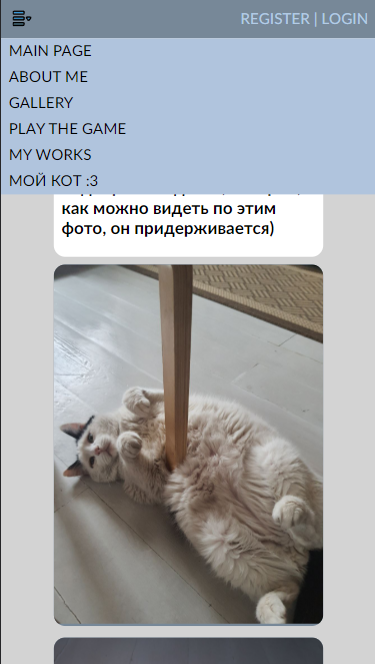 REGISTER | LOGIN
MAIN PAGE
ABOUT ME
GALLERY
PLAY THE GAME
MY WORKS
МОЙ КОТ :3
как можно видеть по этим
фото, он придерживается)